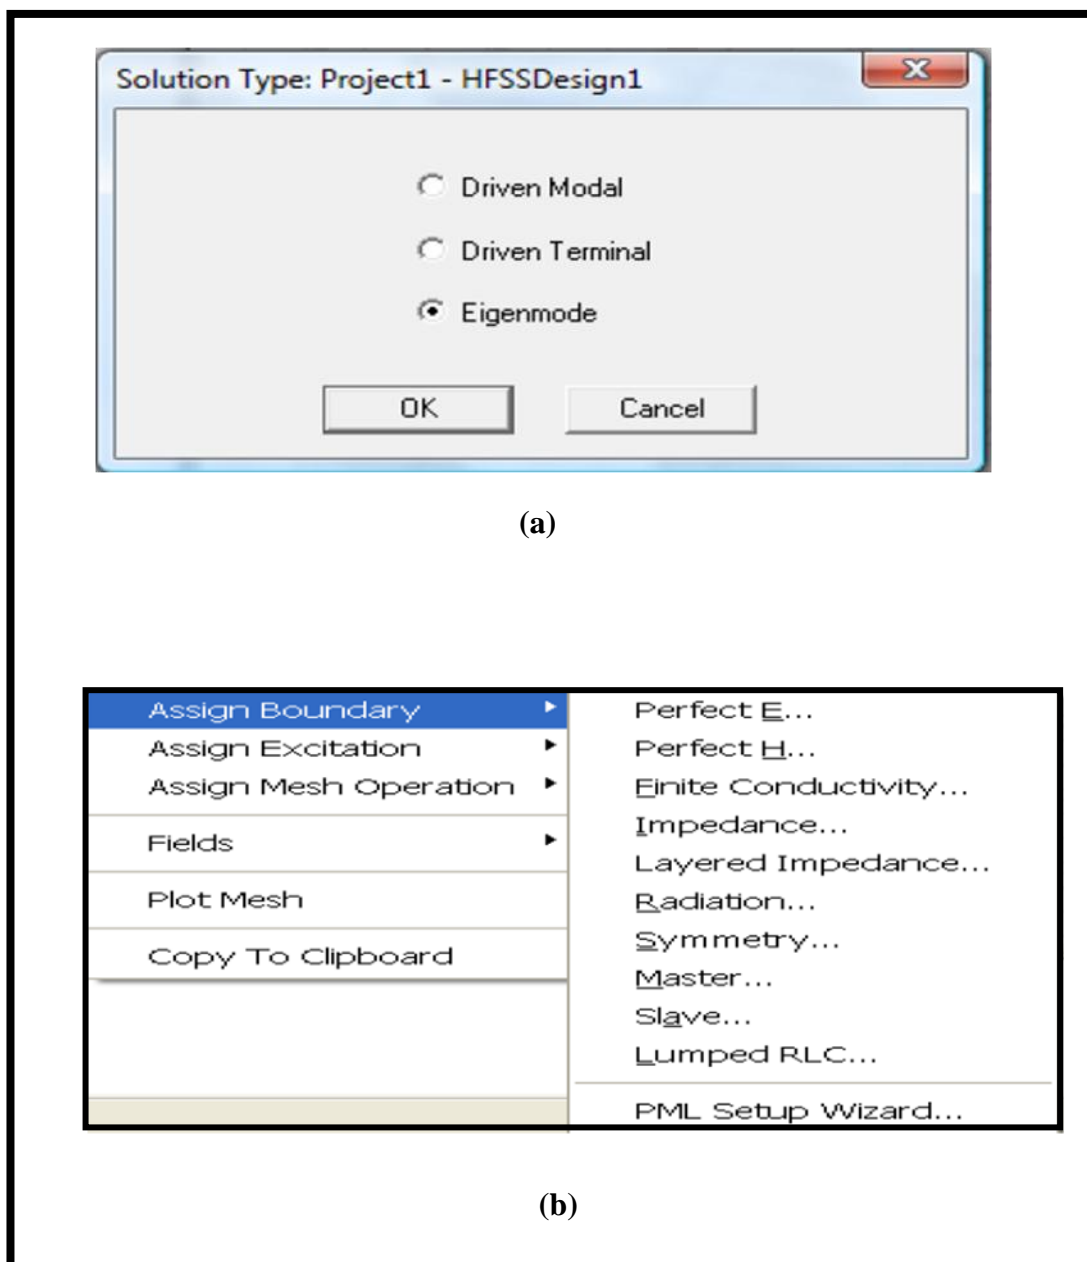 Solution Type: Project1 - HFSSDesign1
Driven Modal
Driven Terminal
Eigenmode
OK Cancel
(a)
Assign Boundary
Assign Excitation
Assign Mesh Operation
Fields
Plot Mesh
Copy To Clipboard
Perfect E...
Perfect H...
Finite Conductivity...
Impedance...
Layered Impedance...
Radiation...
Symmetry...
Master...
Slave...
Lumped RLC...
PML Setup Wizard...
(b)